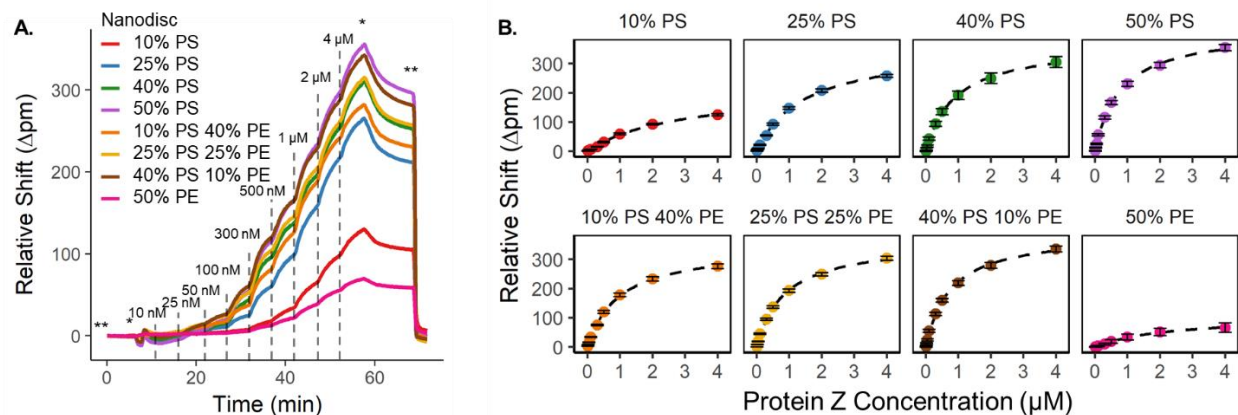 A.
Nanodisc
10% PS
25% PS
40% PS
50% PS
10% PS 40% PE
25% PS 25% PE
40% PS 10% PE
50% PE
**
*
10 nM
25 nM
50 nM
100 nM
300 nM
500 nM
1 μM
2 μM
4 μM
*
**
Relative Shift (Δpm)
300
200
100
0
0
20
40
60
Time (min)
B.
10% PS
25% PS
40% PS
50% PS
300
200
100
0
0 1 2 3 4
0 1 2 3 4
0 1 2 3 4
0 1 2 3 4
Relative Shift (Δpm)
10% PS 40% PE
25% PS 25% PE
40% PS 10% PE
50% PE
300
200
100
0
0 1 2 3 4
0 1 2 3 4
0 1 2 3 4
0 1 2 3 4
Protein Z Concentration (μM)